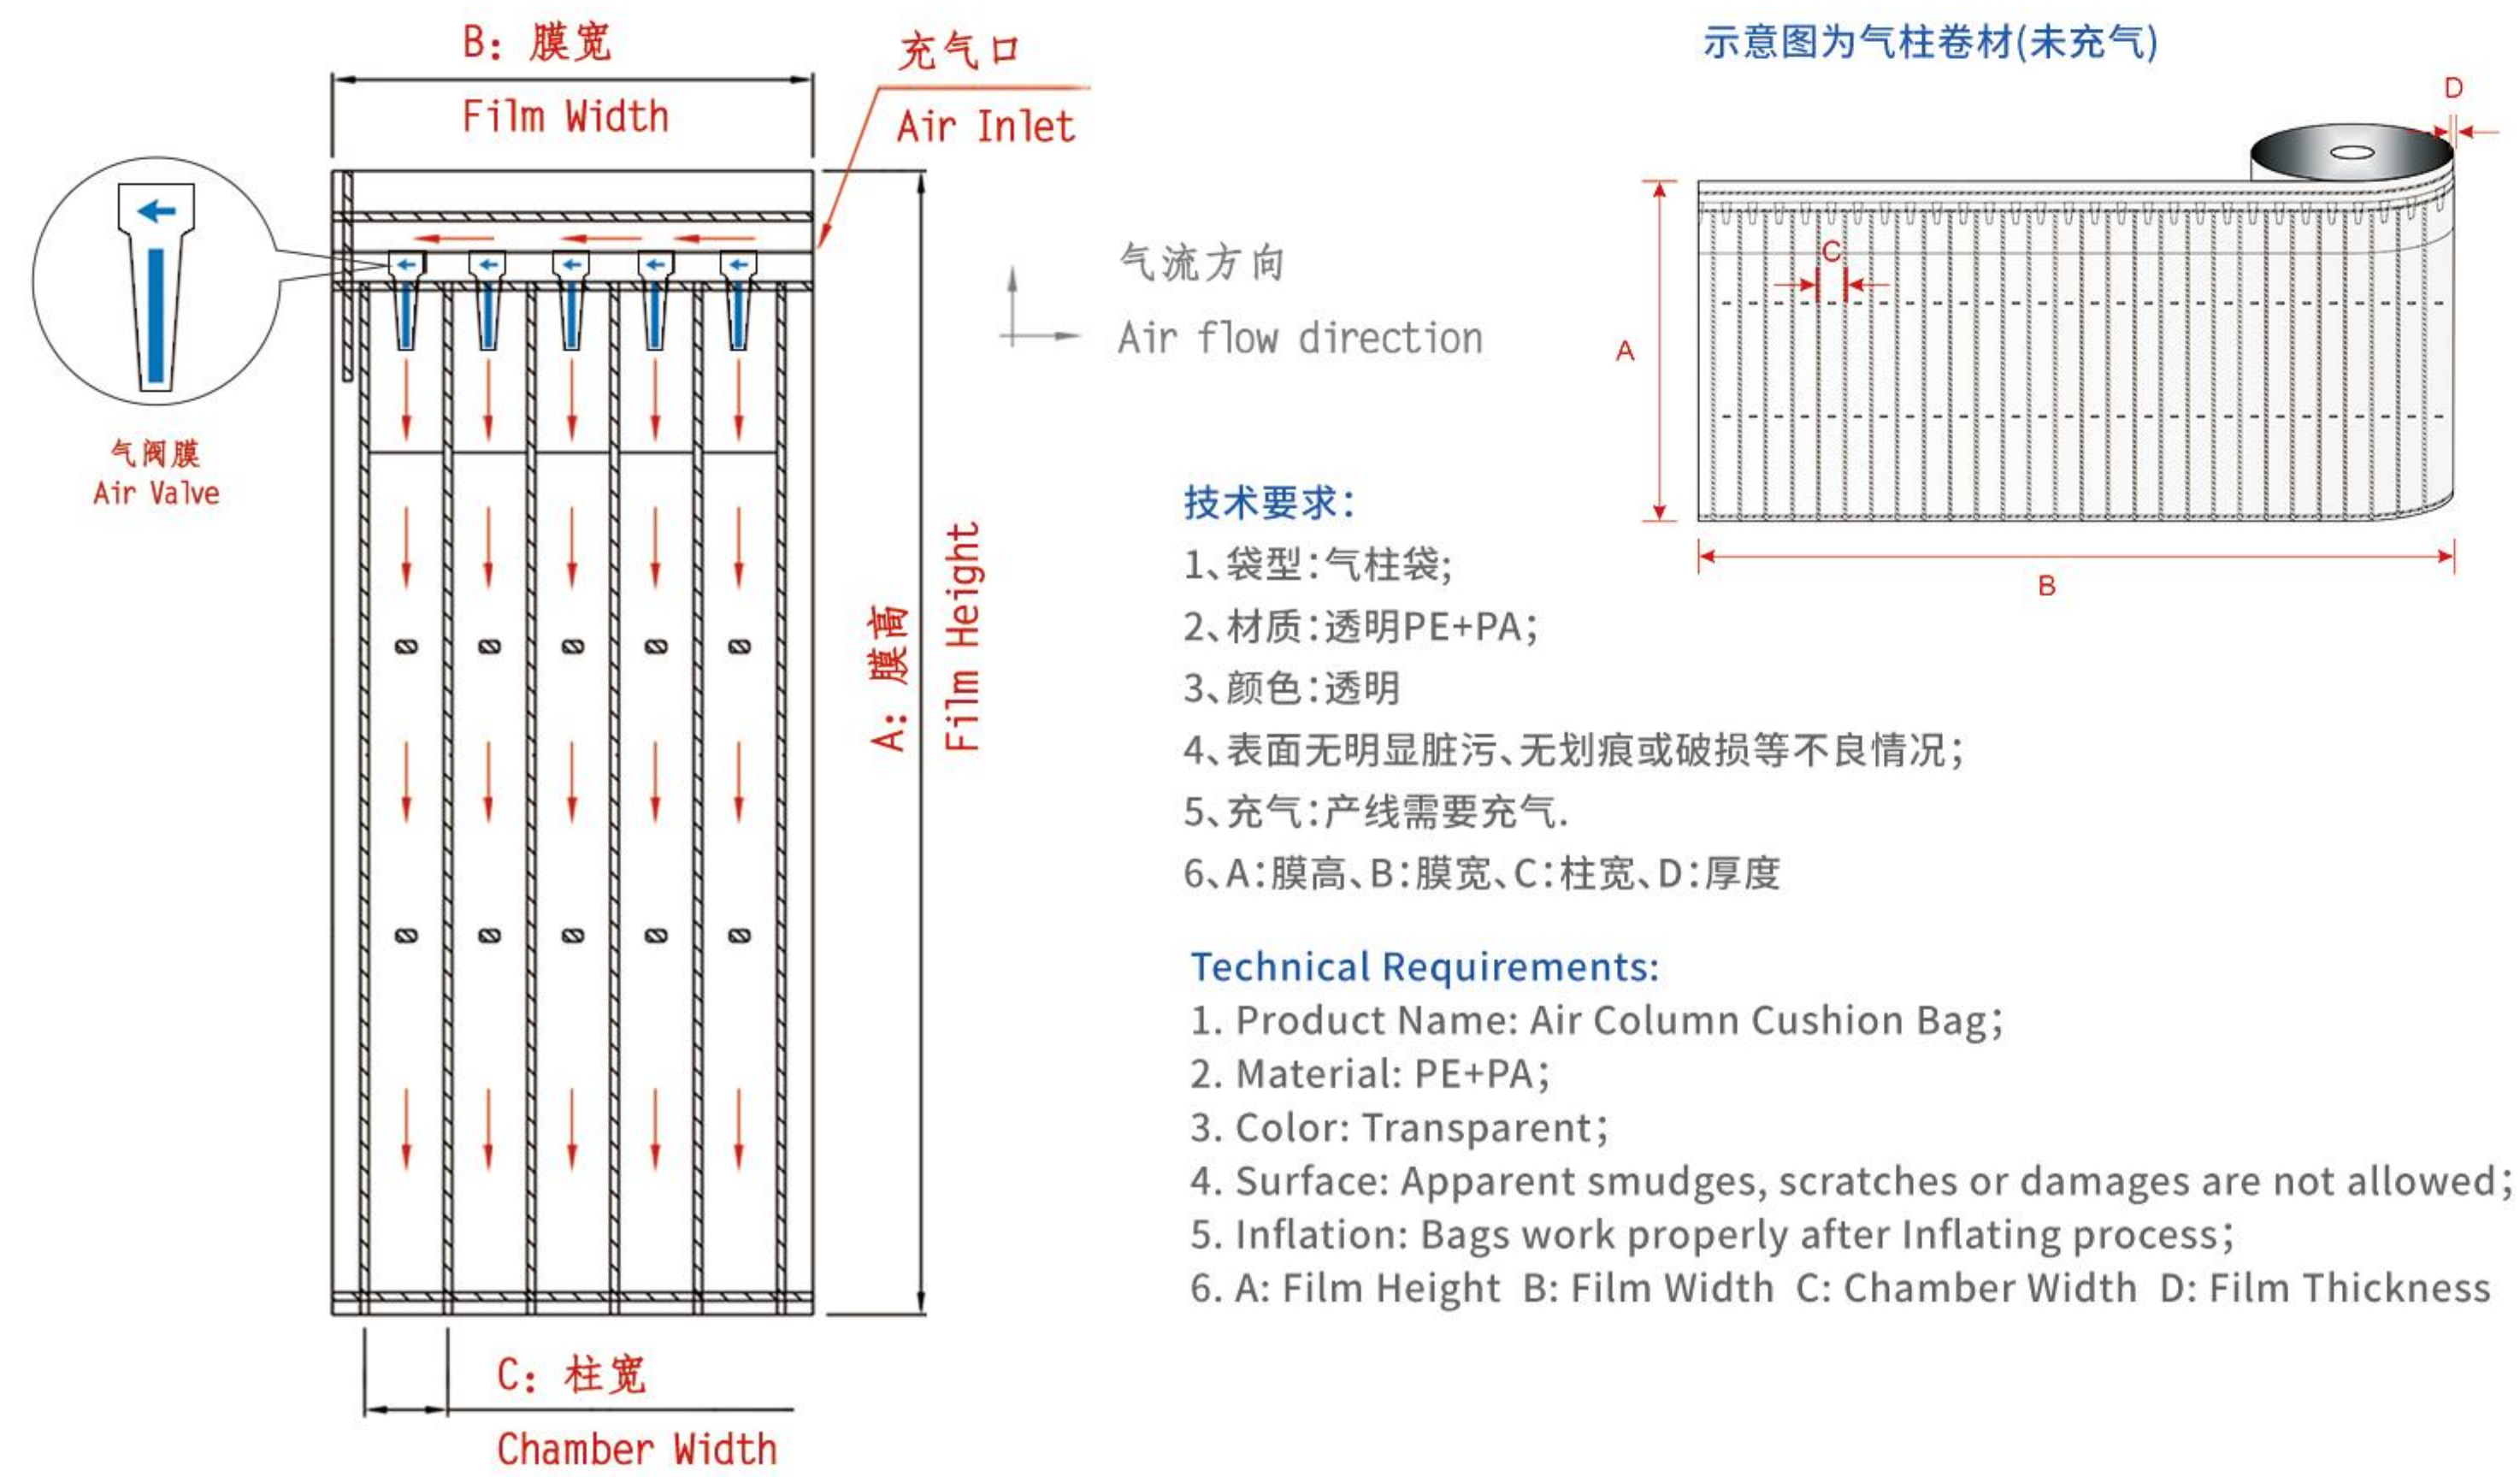 B: 膜宽
Film Width
充气口
Air Inlet
气阀膜
Air Valve
气流方向
Air flow direction
A: 膜高
Film Height
C: 柱宽
Chamber Width
示意图为气柱卷材(未充气)
D
A
C
B
技术要求:
1、袋型:气柱袋;
2、材质:透明PE+PA;
3、颜色:透明
4、表面无明显脏污、无划痕或破损等不良情况;
5、充气:产线需要充气.
6、A:膜高、B:膜宽、C:柱宽、D:厚度
Technical Requirements:
1. Product Name: Air Column Cushion Bag;
2. Material: PE+PA;
3. Color: Transparent;
4. Surface: Apparent smudges, scratches or damages are not allowed;
5. Inflation: Bags work properly after Inflating process;
6. A: Film Height B: Film Width C: Chamber Width D: Film Thickness